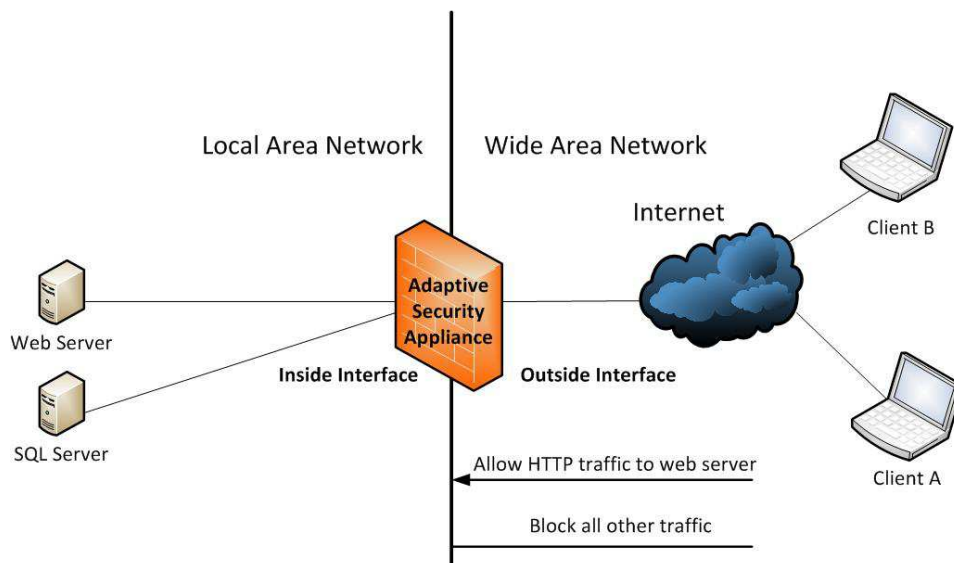 Local Area Network
Wide Area Network
Internet
Client B
Adaptive
Security
Appliance
Web Server
Inside Interface
Outside Interface
SQL Server
Allow HTTP traffic to web server
Client A
Block all other traffic